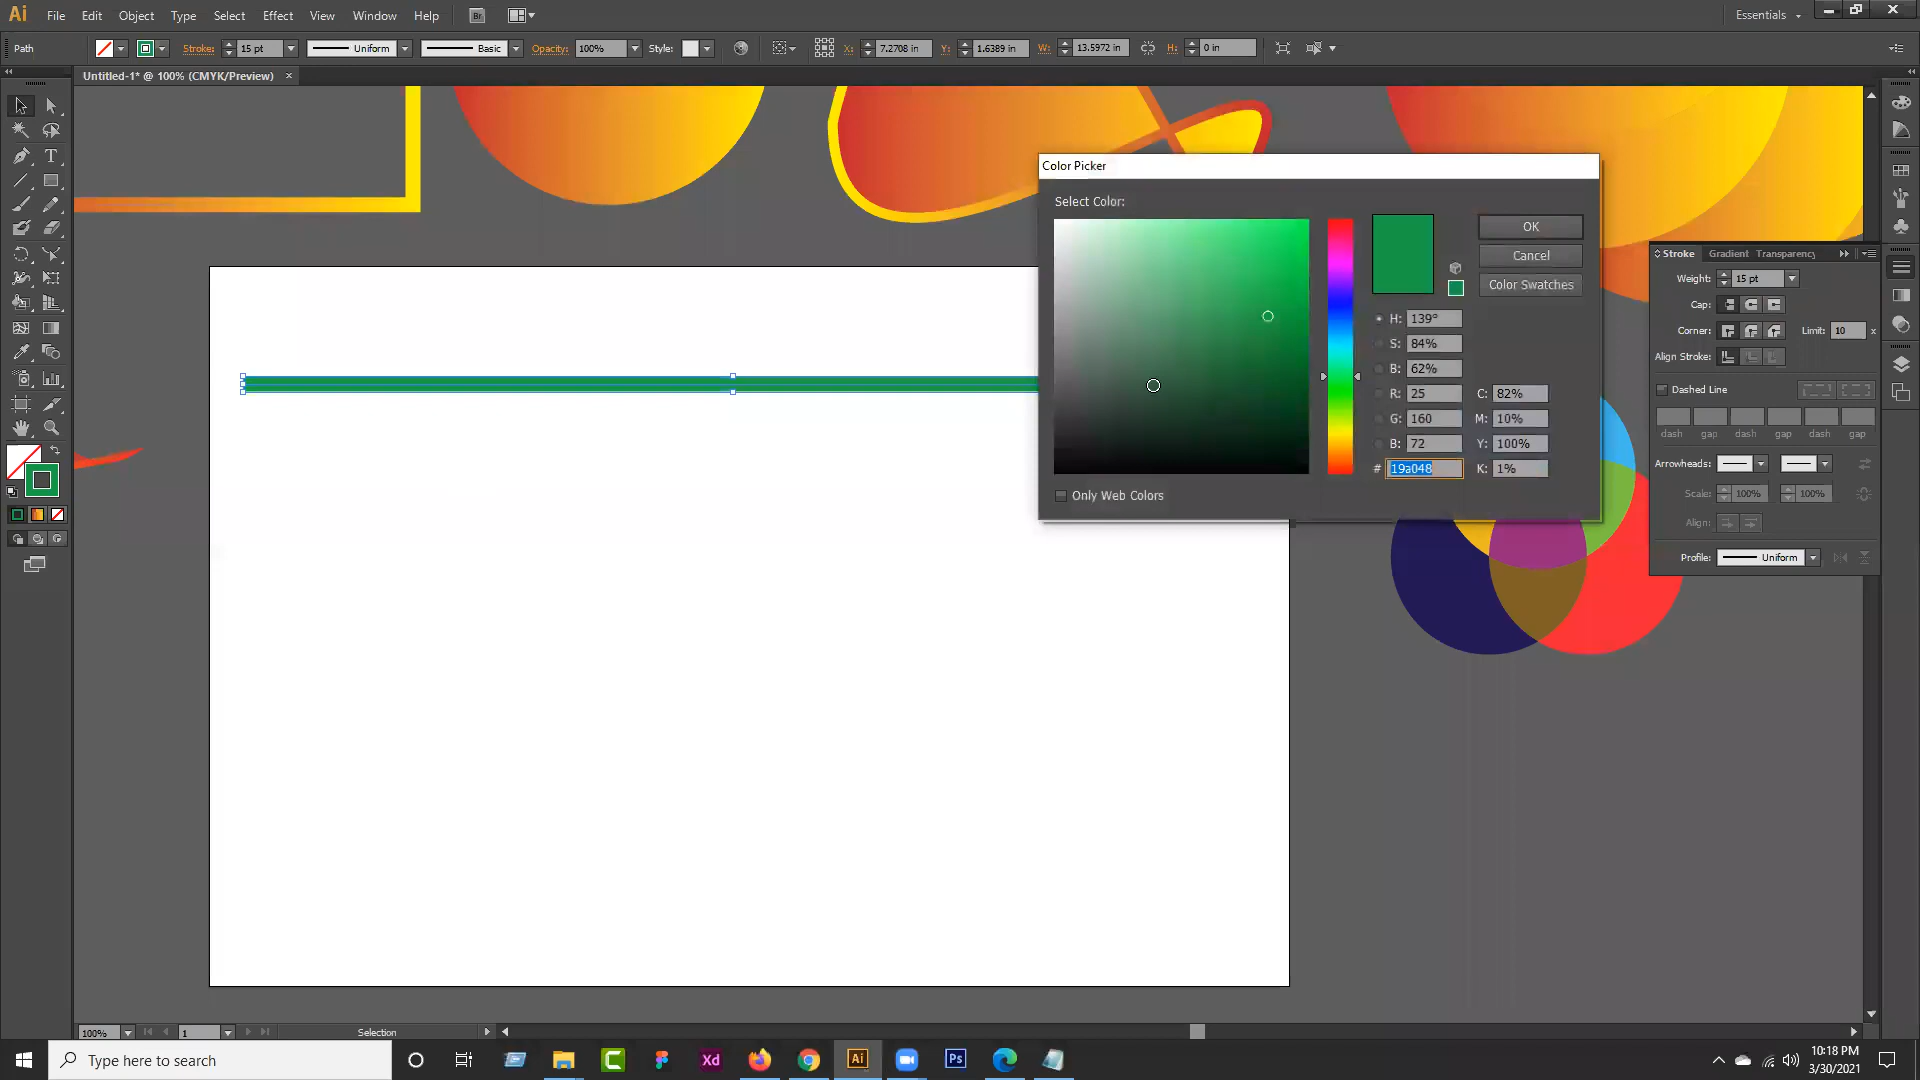 Ai File Edit Object Type Select Effect View Window Help Br Essentials
Path Stroke: 15 pt Uniform Basic Opacity: 100% Style: X: 7.2708 in Y: 1.6389 in W: 13.5972 in H: 0 in
Untitled-1* @ 100% (CMYK/Preview) ×
Color Picker
Select Color:
OK
Cancel
Color Swatches
H: 139°
S: 84%
B: 62%
R: 25 C: 82%
G: 160 M: 10%
B: 72 Y: 100%
# 19a048 K: 1%
Only Web Colors
Stroke Gradient Transparency
Weight: 15 pt
Cap:
Corner: Limit: 10 x
Align Stroke:
Dashed Line
dash gap dash gap dash gap
Arrowheads:
Scale: 100% 100%
Align:
Profile: Uniform
T
100% 1 Selection
Type here to search
Xd Ai Ps
10:18 PM
3/30/2021